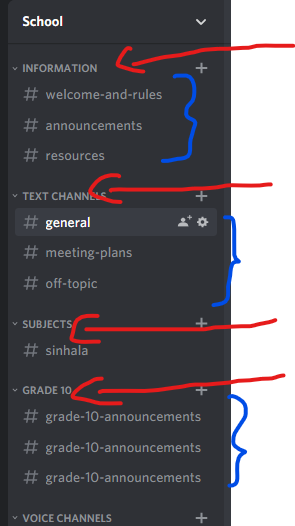 School
INFORMATION
# welcome-and-rules
# announcements
# resources
TEXT CHANNELS
# general
# meeting-plans
# off-topic
SUBJECTS
# sinhala
GRADE 10
# grade-10-announcements
# grade-10-announcements
# grade-10-announcements
VOICE CHANNELS